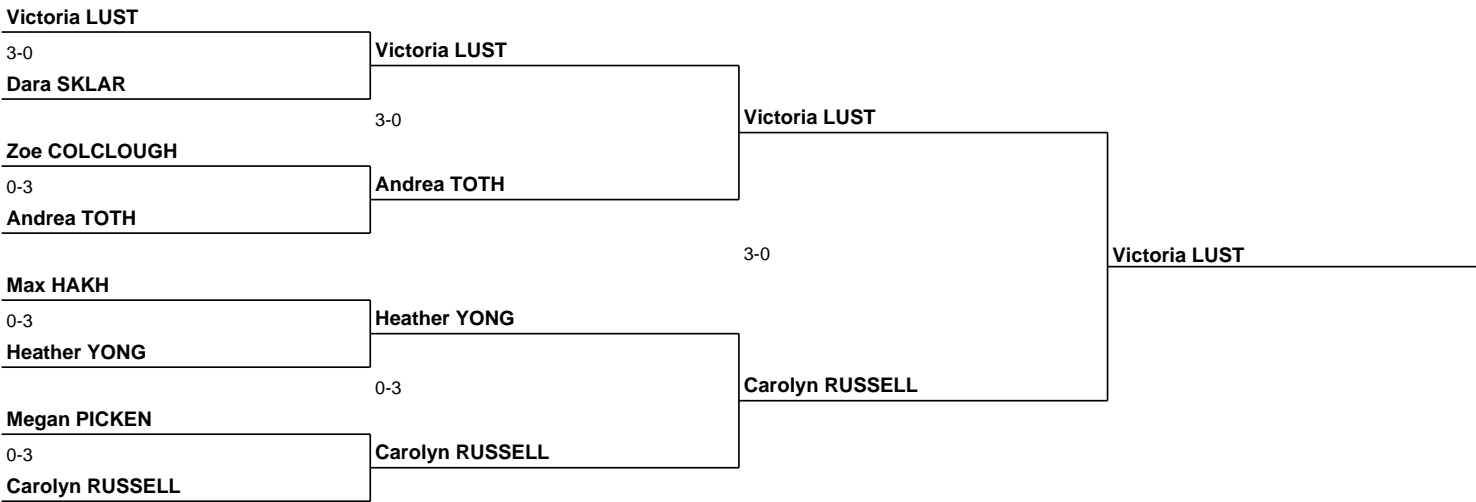 Victoria LUST
3-0
Dara SKLAR
Zoe COLCLOUGH
0-3
Andrea TOTH
Max HAKH
0-3
Heather YONG
Megan PICKEN
0-3
Carolyn RUSSELL
Victoria LUST
3-0
Andrea TOTH
Heather YONG
0-3
Carolyn RUSSELL
Victoria LUST
3-0
Carolyn RUSSELL
Victoria LUST